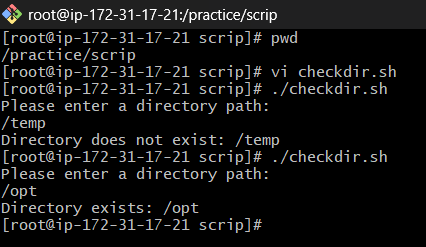 root@ip-172-31-17-21:/practice/scrip
[root@ip-172-31-17-21 scrip]# pwd
/practice/scrip
[root@ip-172-31-17-21 scrip]# vi checkdir.sh
[root@ip-172-31-17-21 scrip]# ./checkdir.sh
Please enter a directory path:
/temp
Directory does not exist: /temp
[root@ip-172-31-17-21 scrip]# ./checkdir.sh
Please enter a directory path:
/opt
Directory exists: /opt
[root@ip-172-31-17-21 scrip]#